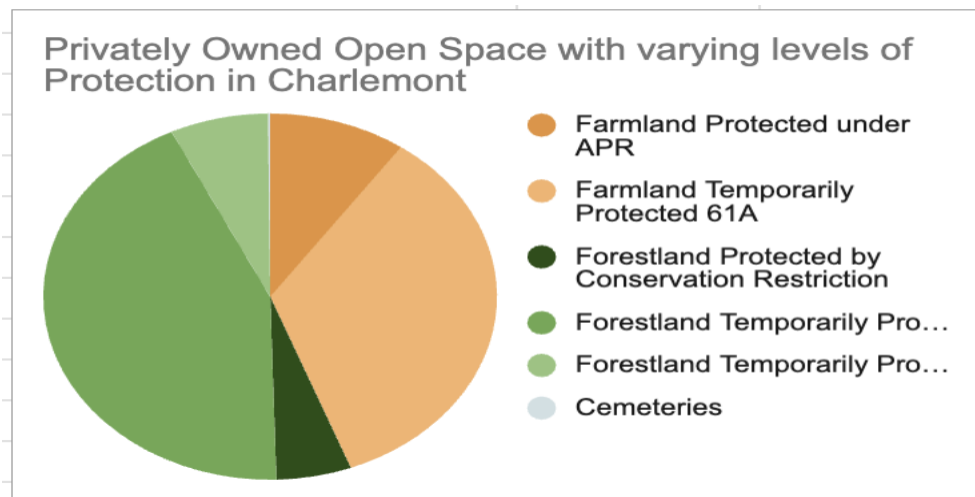 Privately Owned Open Space with varying levels of
Protection in Charlemont
Farmland Protected under
APR
Farmland Temporarily
Protected 61A
Forestland Protected by
Conservation Restriction
Forestland Temporarily Pro...
Forestland Temporarily Pro...
Cemeteries